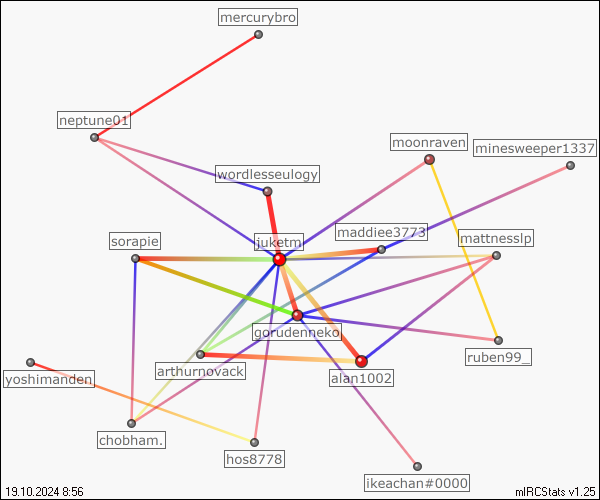 mercurybro
neptune01
moonraven
minesweeper1337
wordlesseulogy
maddiee3773
mattnesslp
sorapie
juketm
gorudenneko
ruben99_
arthurnovack
alan1002
yoshimanden
chobham.
hos8778
ikeachan#0000
19.10.2024 8:56
mIRCStats v1.25